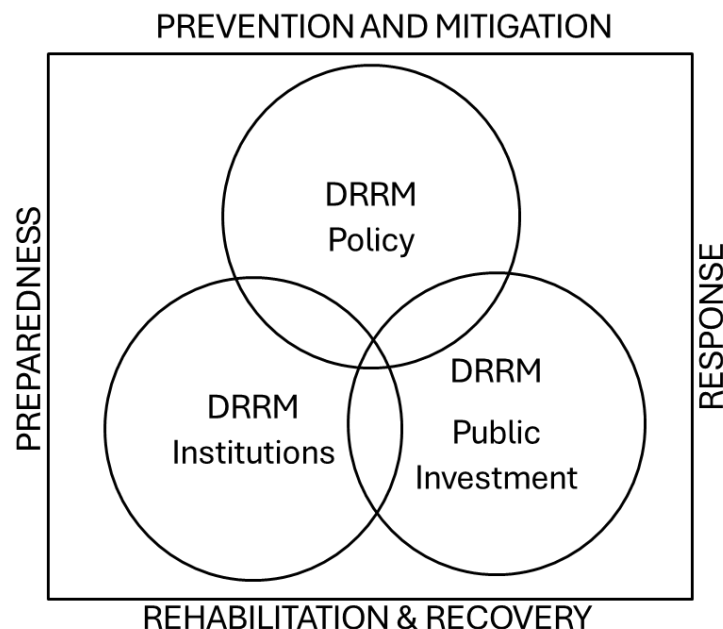 PREVENTION AND MITIGATION
PREPAREDNESS
DRRM
Policy
RESPONSE
DRRM
Institutions
DRRM
Public
Investment
REHABILITATION & RECOVERY